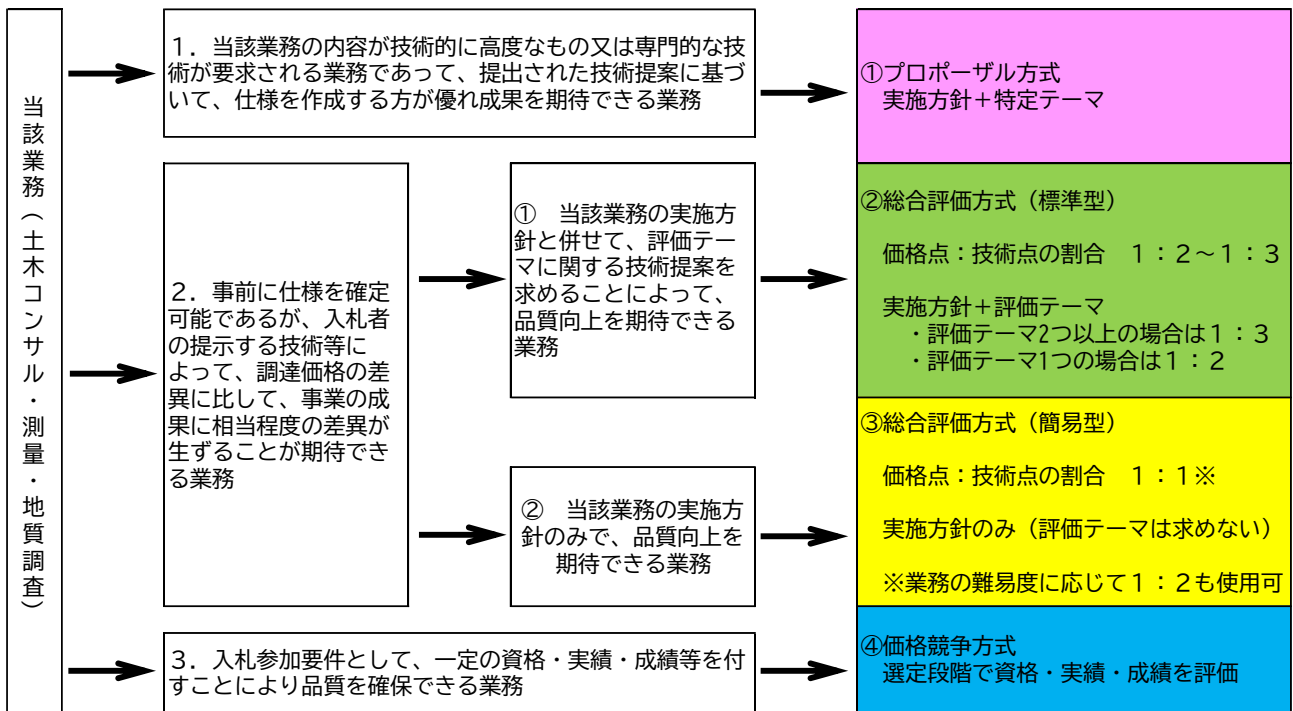 当該業務（土木コンサル・測量・地質調査）
１．当該業務の内容が技術的に高度なもの又は専門的な技
術が要求される業務であって、提出された技術提案に基づ
いて、仕様を作成する方が優れ成果を期待できる業務
①プロポーザル方式
実施方針＋特定テーマ
２．事前に仕様を確定
可能であるが、入札者
の提示する技術等に
よって、調達価格の差
異に比して、事業の成
果に相当程度の差異が
生ずることが期待でき
る業務
①　当該業務の実施方
針と併せて、評価テー
マに関する技術提案を
求めることによって、
品質向上を期待できる
業務
②総合評価方式（標準型）
価格点：技術点の割合　１：２～１：３
実施方針＋評価テーマ
・評価テーマ2つ以上の場合は１：３
・評価テーマ1つの場合は１：２
②　当該業務の実施方
針のみで、品質向上を
期待できる業務
③総合評価方式（簡易型）
価格点：技術点の割合　１：１※
実施方針のみ（評価テーマは求めない）
※業務の難易度に応じて１：２も使用可
３．入札参加要件として、一定の資格・実績・成績等を付
すことにより品質を確保できる業務
④価格競争方式
選定段階で資格・実績・成績を評価